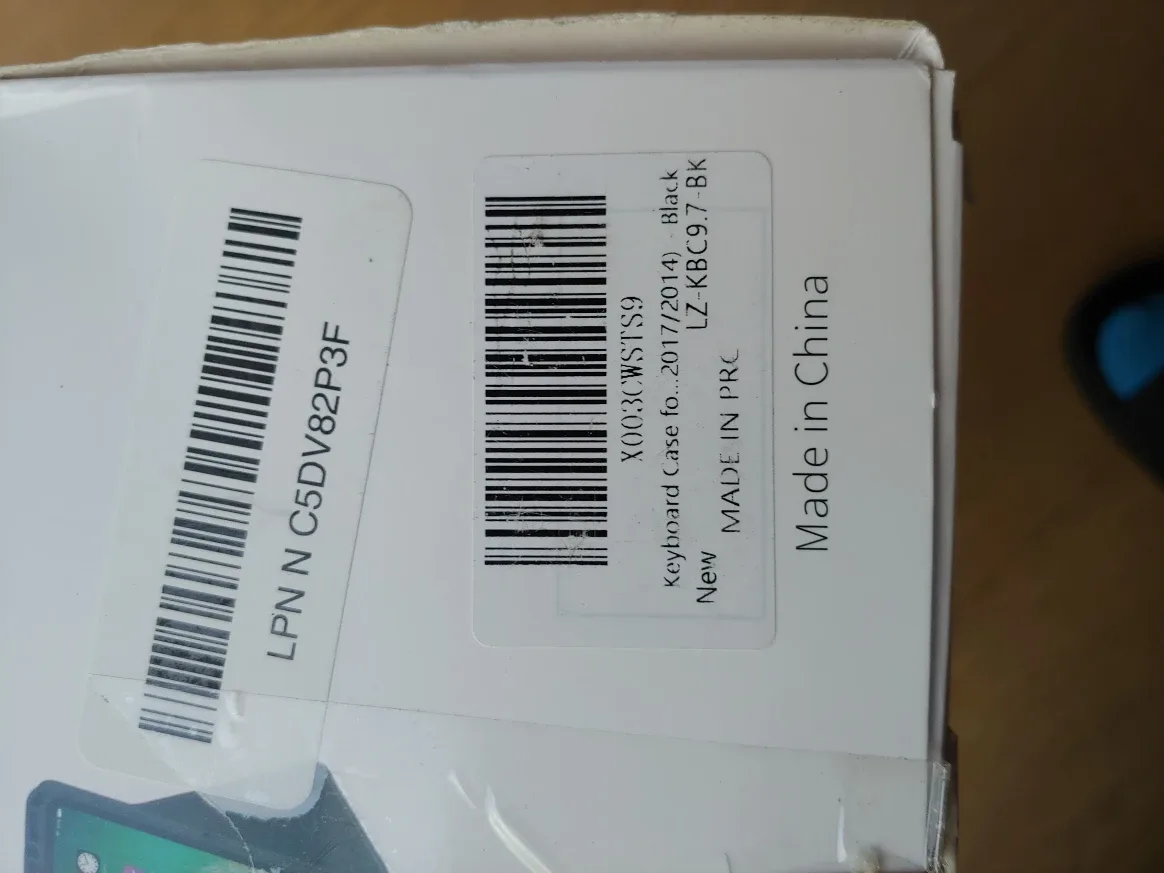 LPN N C5DV82P3F
X003CWSTS9
Keyboard Case fo...2017/2014) - Black
New LZ-KBC9.7-BK
MADE IN PRC
Made in China